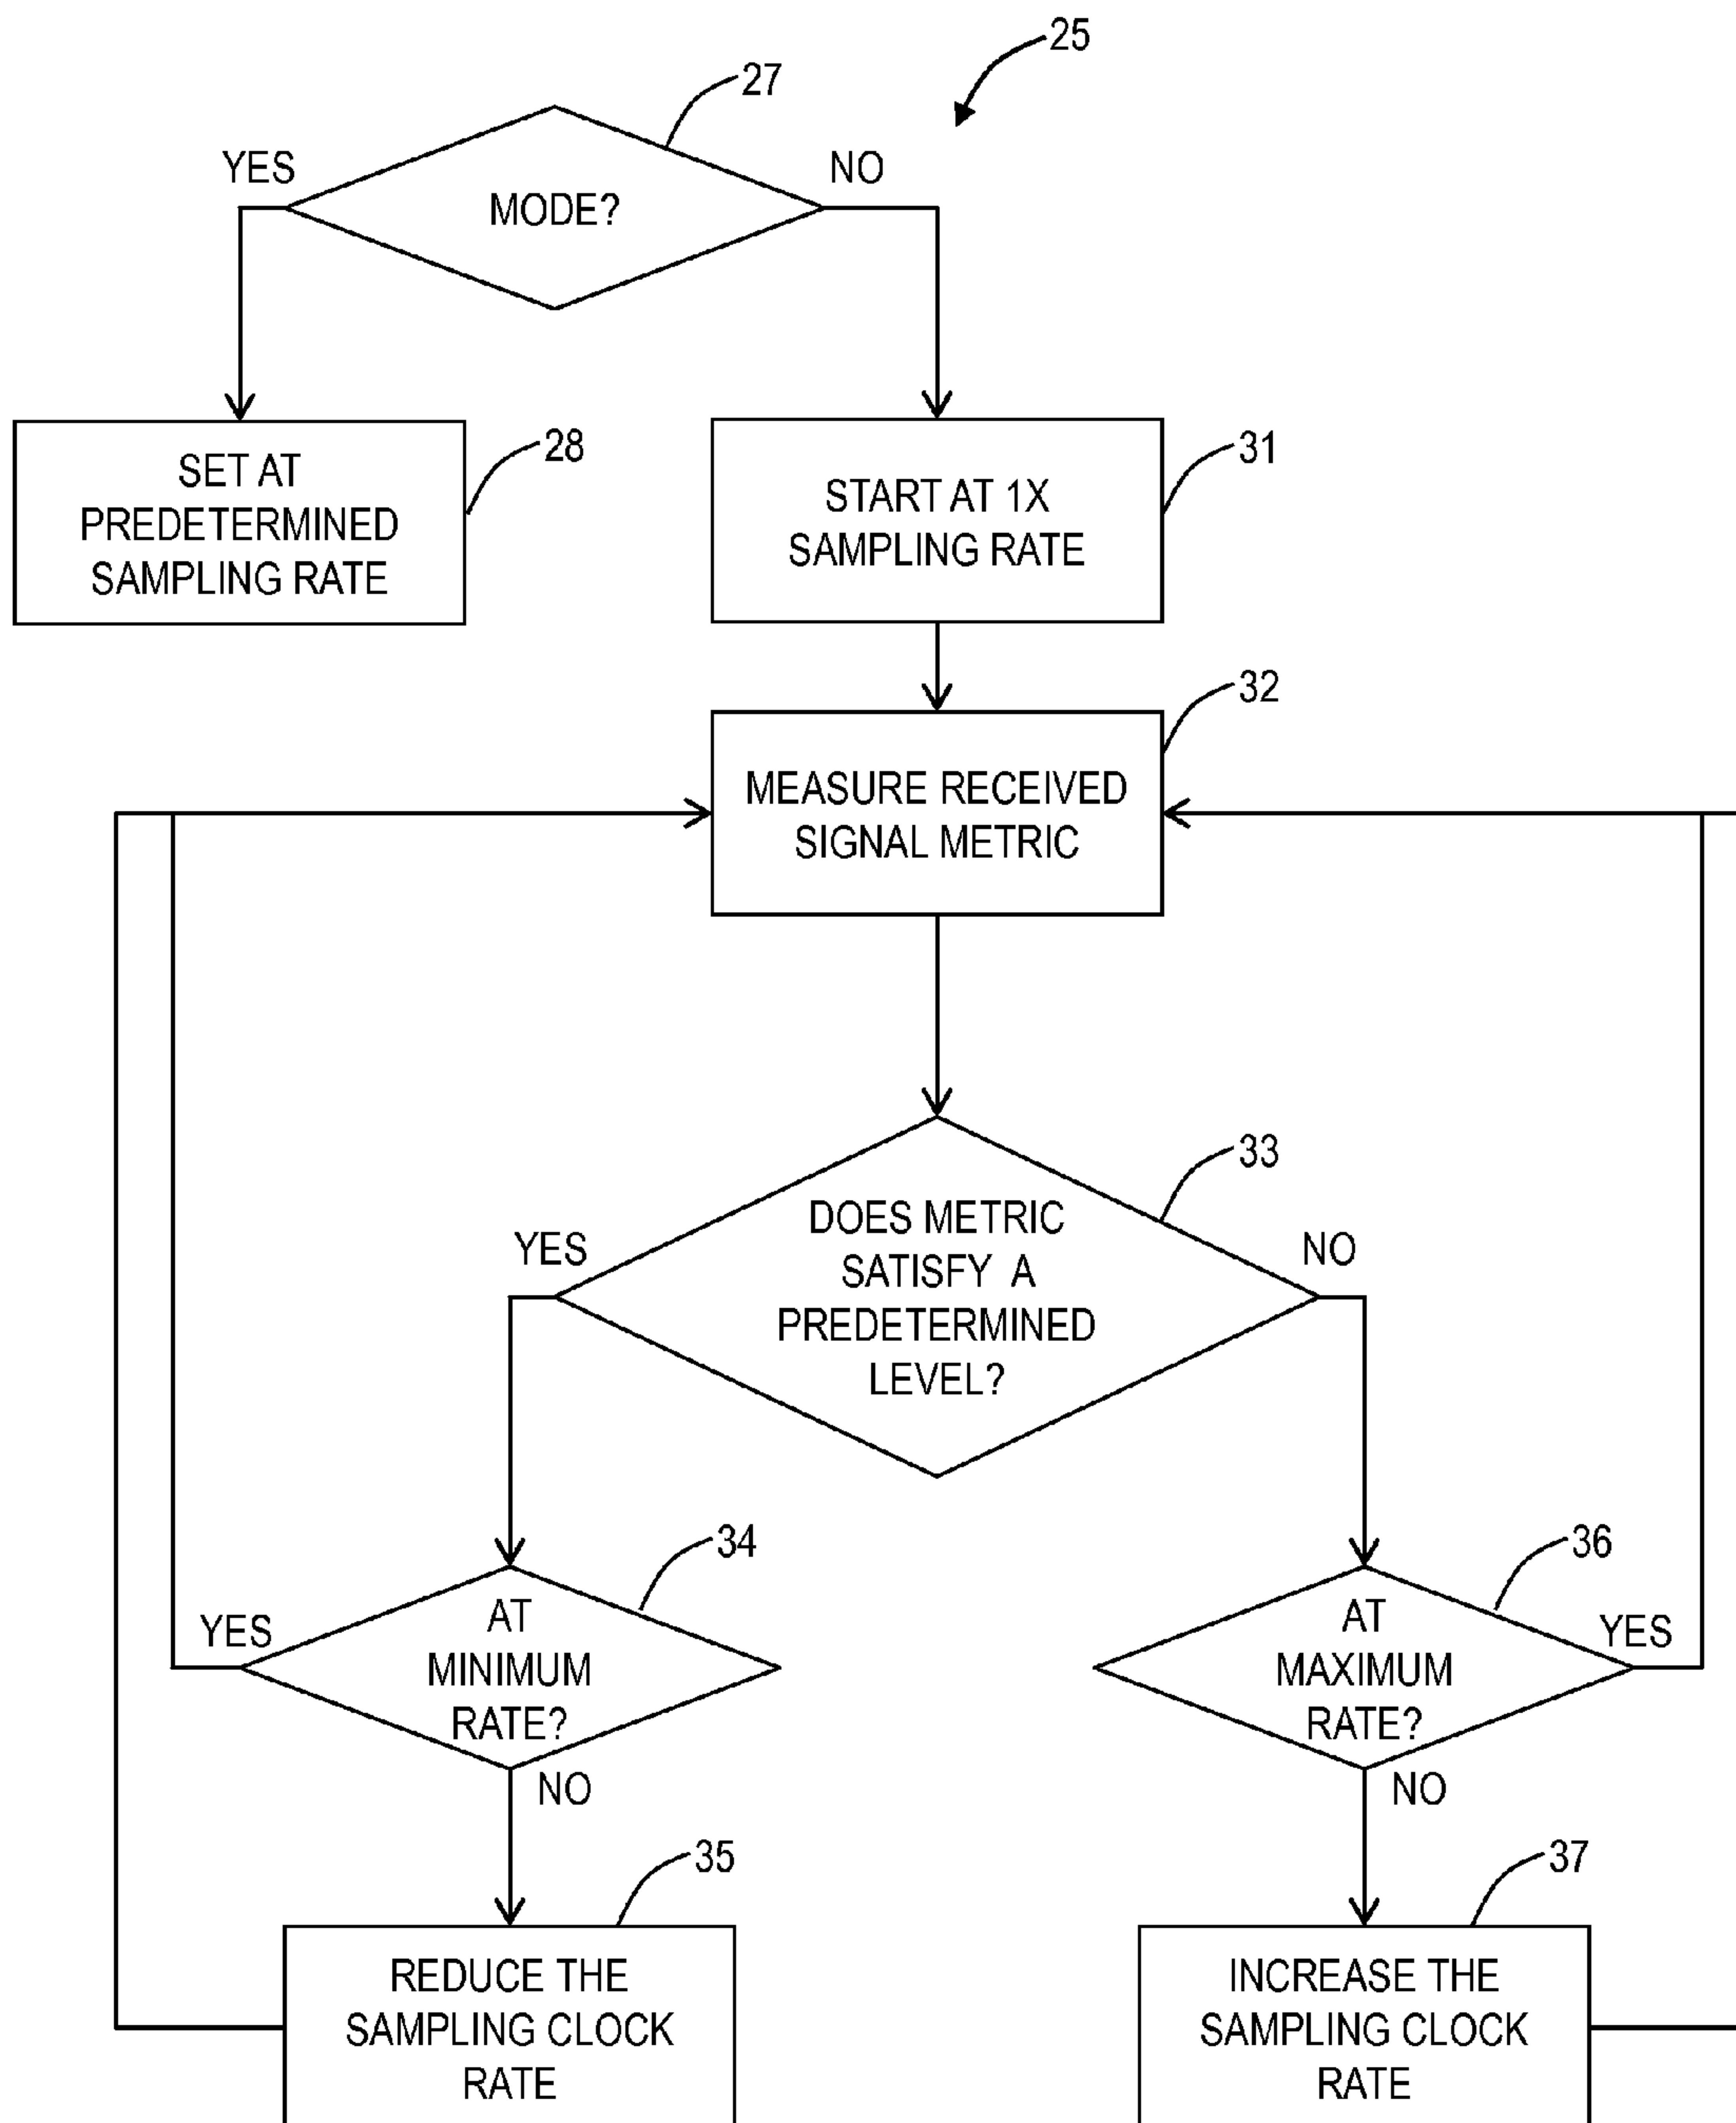 25
27
YES
NO
MODE?
SET AT
PREDETERMINED
SAMPLING RATE
28
START AT 1X
SAMPLING RATE
31
32
MEASURE RECEIVED
SIGNAL METRIC
33
DOES METRIC
SATISFY A
PREDETERMINED
LEVEL?
YES
NO
34
AT
MINIMUM
RATE?
YES
NO
36
AT
MAXIMUM
RATE?
YES
NO
35
REDUCE THE
SAMPLING CLOCK
RATE
37
INCREASE THE
SAMPLING CLOCK
RATE